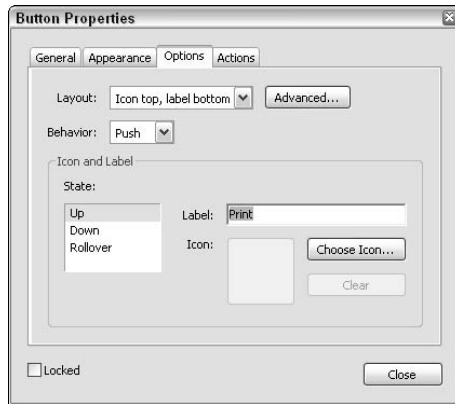 Button Properties
General Appearance Options Actions
Layout: Icon top, label bottom Advanced...
Behavior: Push
Icon and Label
State:
Up
Down
Rollover
Label: Print
Icon: Choose Icon...
Clear
Locked
Close